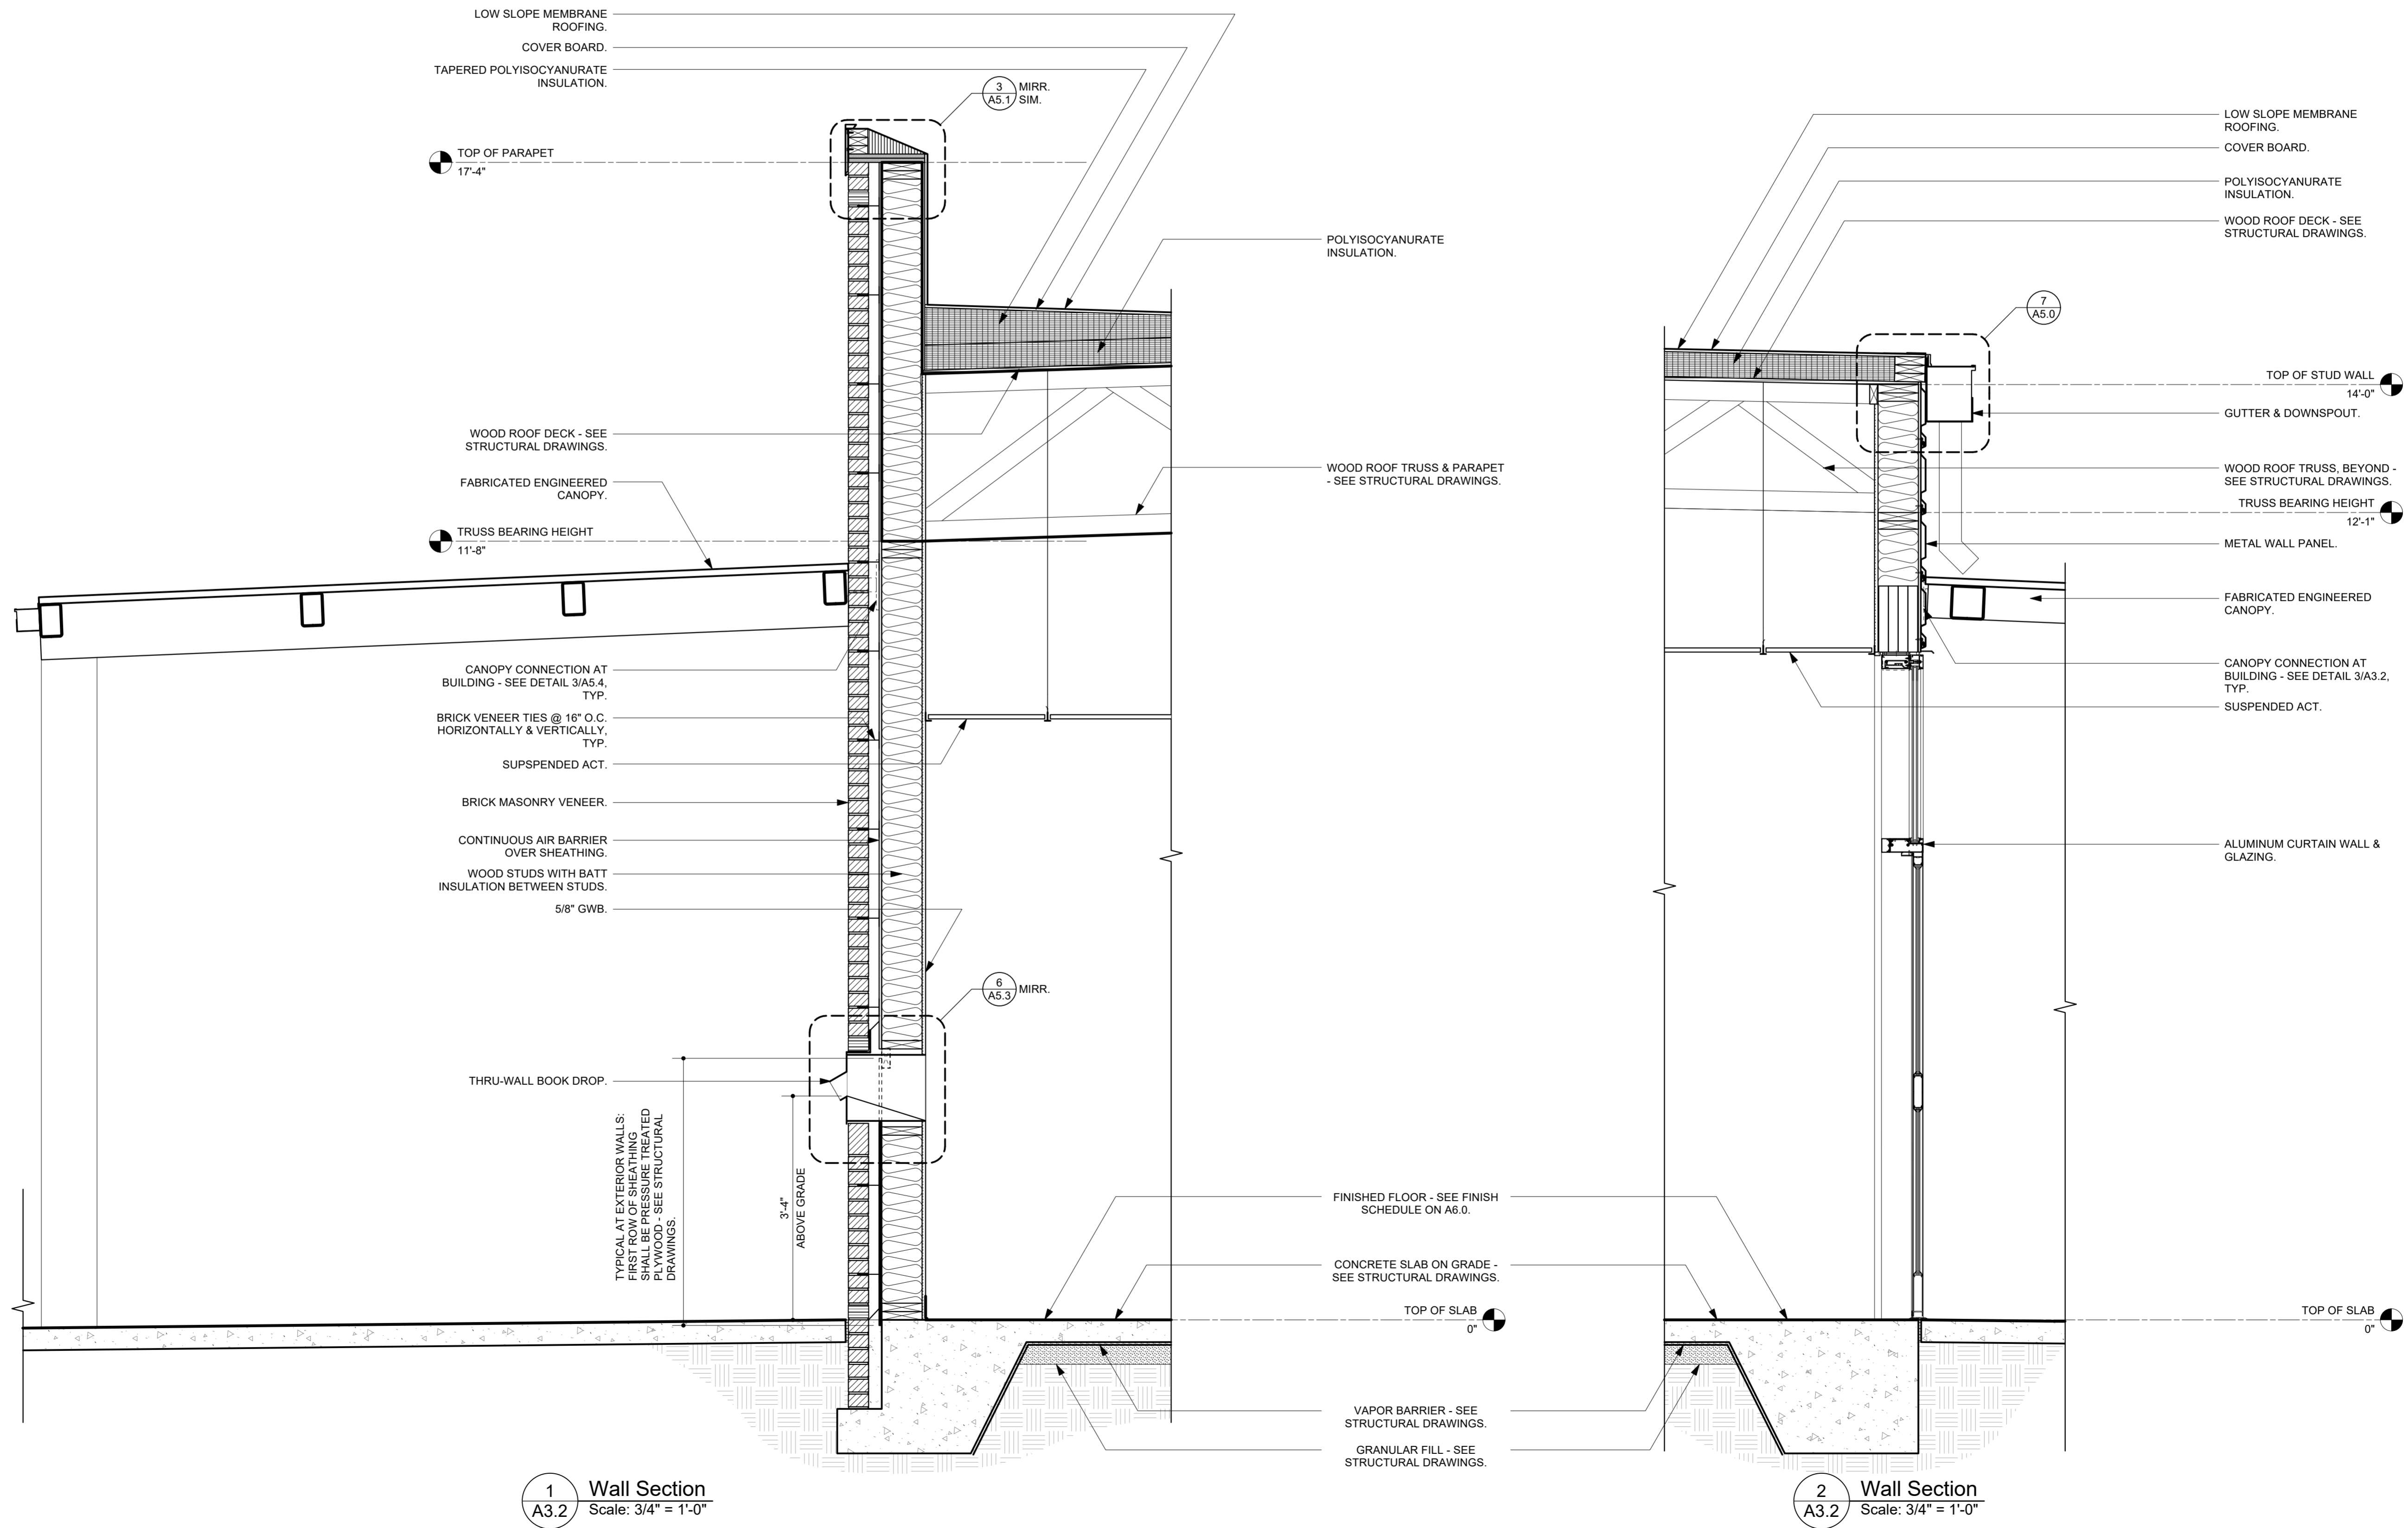 LOW SLOPE MEMBRANE
ROOFING.
COVER BOARD.
TAPERED POLYISOCYANURATE
INSULATION.
3
A5.1
MIRR.
SIM.
TOP OF PARAPET
17'-4"
POLYISOCYANURATE
INSULATION.
WOOD ROOF DECK - SEE
STRUCTURAL DRAWINGS.
WOOD ROOF TRUSS & PARAPET
- SEE STRUCTURAL DRAWINGS.
FABRICATED ENGINEERED
CANOPY.
TRUSS BEARING HEIGHT
11'-8"
CANOPY CONNECTION AT
BUILDING - SEE DETAIL 3/A5.4,
TYP.
BRICK VENEER TIES @ 16" O.C.
HORIZONTALLY & VERTICALLY,
TYP.
SUPSPENDED ACT.
BRICK MASONRY VENEER.
CONTINUOUS AIR BARRIER
OVER SHEATHING.
WOOD STUDS WITH BATT
INSULATION BETWEEN STUDS.
5/8" GWB.
6
A5.3
MIRR.
THRU-WALL BOOK DROP.
TYPICAL AT EXTERIOR WALLS:
FIRST ROW OF SHEATHING
SHALL BE PRESSURE TREATED
PLYWOOD - SEE STRUCTURAL
DRAWINGS.
3'-4"
ABOVE GRADE
FINISHED FLOOR - SEE FINISH
SCHEDULE ON A6.0.
CONCRETE SLAB ON GRADE -
SEE STRUCTURAL DRAWINGS.
TOP OF SLAB
0"
VAPOR BARRIER - SEE
STRUCTURAL DRAWINGS.
GRANULAR FILL - SEE
STRUCTURAL DRAWINGS.
1
A3.2
Wall Section
Scale: 3/4" = 1'-0"
LOW SLOPE MEMBRANE
ROOFING.
COVER BOARD.
POLYISOCYANURATE
INSULATION.
WOOD ROOF DECK - SEE
STRUCTURAL DRAWINGS.
7
A5.0
TOP OF STUD WALL
14'-0"
GUTTER & DOWNSPOUT.
WOOD ROOF TRUSS, BEYOND -
SEE STRUCTURAL DRAWINGS.
TRUSS BEARING HEIGHT
12'-1"
METAL WALL PANEL.
FABRICATED ENGINEERED
CANOPY.
CANOPY CONNECTION AT
BUILDING - SEE DETAIL 3/A3.2,
TYP.
SUSPENDED ACT.
ALUMINUM CURTAIN WALL &
GLAZING.
TOP OF SLAB
0"
2
A3.2
Wall Section
Scale: 3/4" = 1'-0"